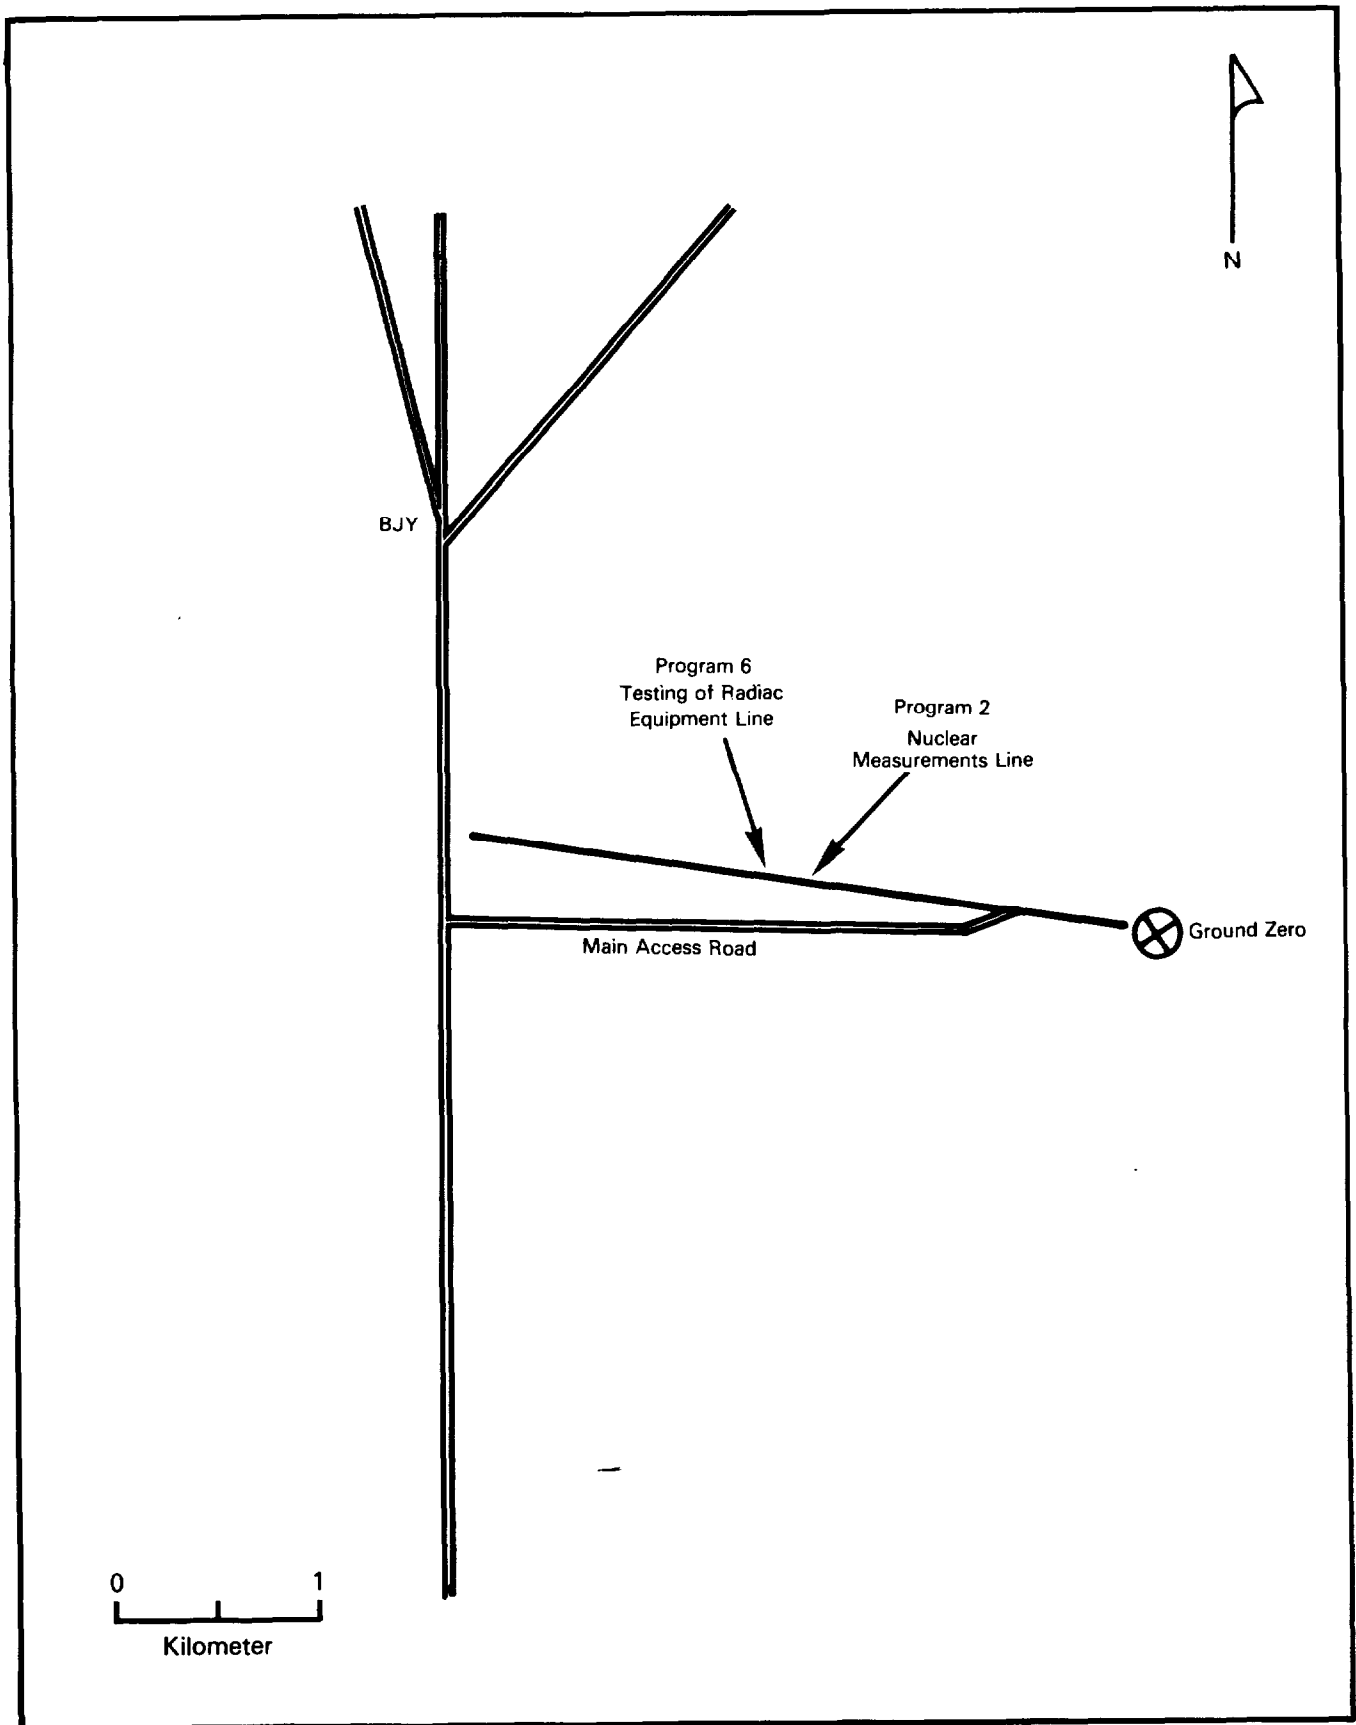 N
BJY
Program 6
Testing of Radiac
Equipment Line
Program 2
Nuclear
Measurements Line
Ground Zero
Main Access Road
0 1
Kilometer